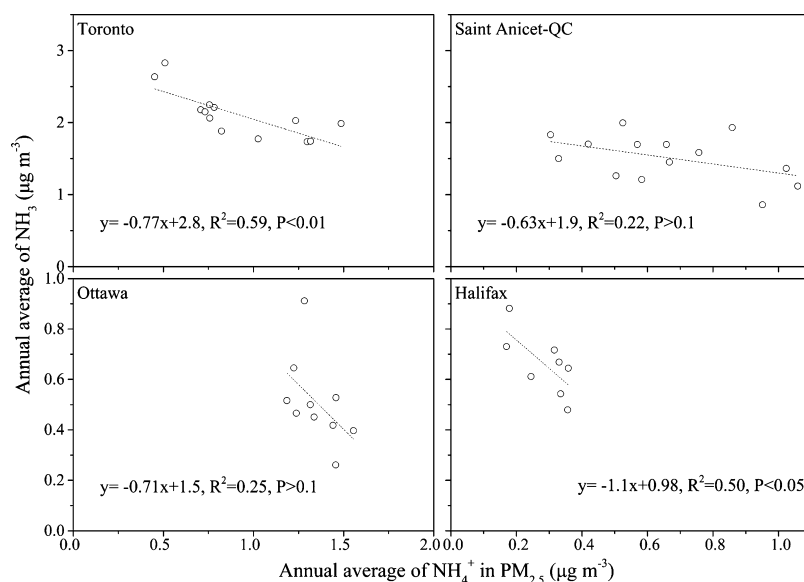 Toronto
Saint Anicet-QC
3
2
1
0
y= -0.77x+2.8, R²=0.59, P<0.01
y= -0.63x+1.9, R²=0.22, P>0.1
Annual average of NH₃ (μg m⁻³)
Ottawa
Halifax
1.0
0.8
0.6
0.4
0.2
0.0
y= -0.71x+1.5, R²=0.25, P>0.1
y= -1.1x+0.98, R²=0.50, P<0.05
0.0 0.5 1.0 1.5 2.0 0.0 0.2 0.4 0.6 0.8 1.0
Annual average of NH₄⁺ in PM₂.₅ (μg m⁻³)